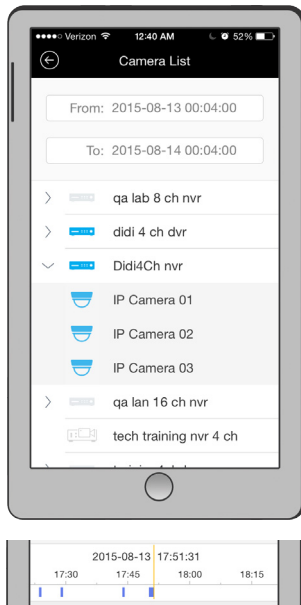 Verizon 12:40 AM 52%
Camera List
From: 2015-08-13 00:04:00
To: 2015-08-14 00:04:00
qa lab 8 ch nvr
didi 4 ch dvr
Didi4Ch nvr
IP Camera 01
IP Camera 02
IP Camera 03
qa lan 16 ch nvr
tech training nvr 4 ch
2015-08-13 17:51:31
17:30 17:45 18:00 18:15